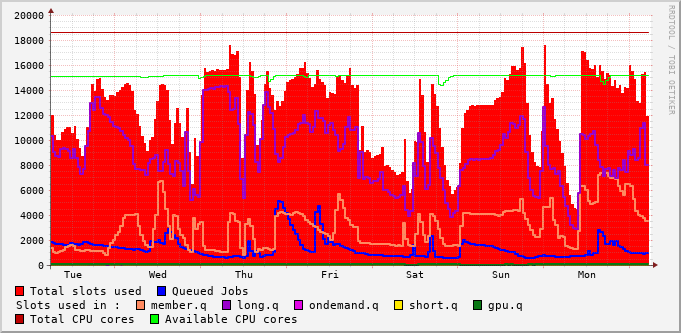 20000
18000
16000
14000
12000
10000
8000
6000
4000
2000
0
Tue Wed Thu Fri Sat Sun Mon
Total slots used Queued Jobs
Slots used in : member.q long.q ondemand.q short.q gpu.q
Total CPU cores Available CPU cores
RRDTOOL / TOBI OETIKER